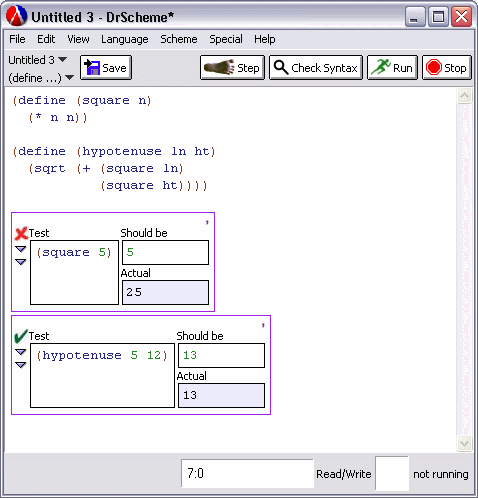 Untitled 3 - DrScheme*
File Edit View Language Scheme Special Help
Untitled 3
(define ...)
Save
Step
Check Syntax
Run
Stop
(define (square n)
(* n n))
(define (hypotenuse ln ht)
(sqrt (+ (square ln)
(square ht))))
'
Test
Should be
(square 5)
5
Actual
25
'
Test
Should be
(hypotenuse 5 12)
13
Actual
13
7:0
Read/Write
not running